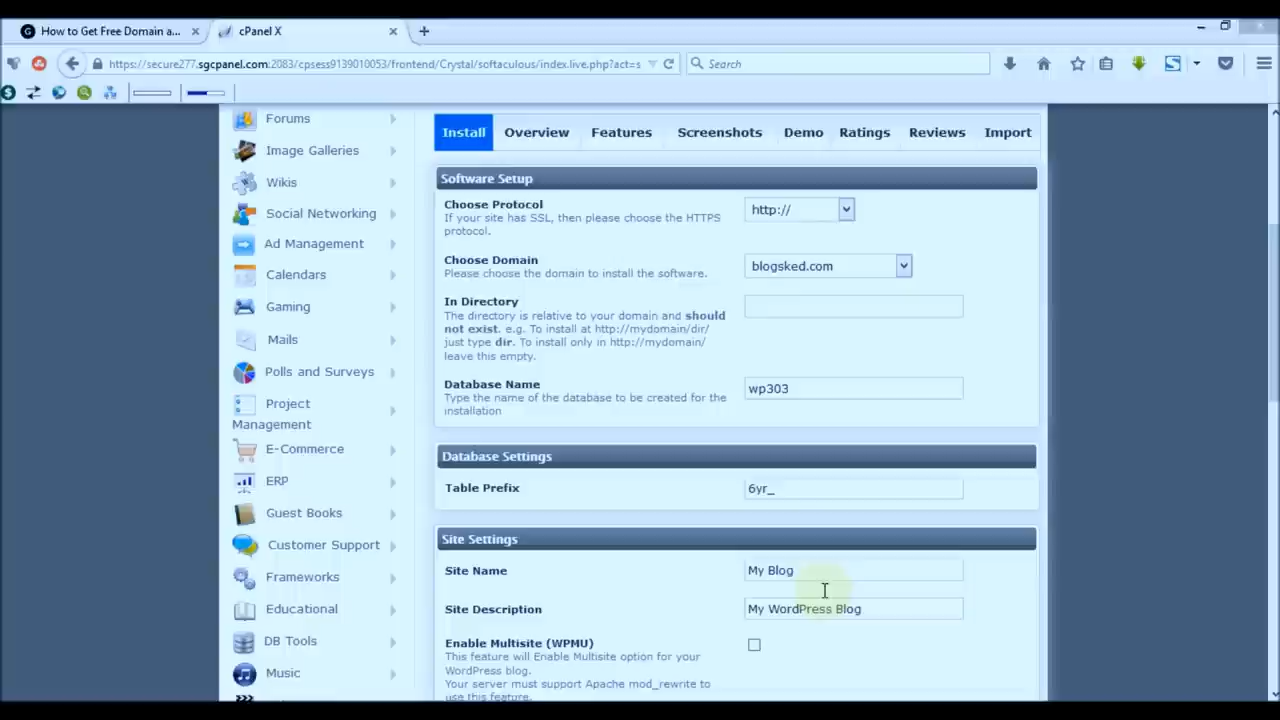 How to Get Free Domain a...
cPanel X
https://secure277.sgcpanel.com:2083/cpsess9139010053/frontend/Crystal/softaculous/index.live.php?act=s
Search
Forums
Image Galleries
Wikis
Social Networking
Ad Management
Calendars
Gaming
Mails
Polls and Surveys
Project
Management
E-Commerce
ERP
Guest Books
Customer Support
Frameworks
Educational
DB Tools
Music
Install Overview Features Screenshots Demo Ratings Reviews Import
Software Setup
Choose Protocol
If your site has SSL, then please choose the HTTPS
protocol.
http://
Choose Domain
Please choose the domain to install the software.
blogsked.com
In Directory
The directory is relative to your domain and should
not exist. e.g. To install at http://mydomain/dir/
just type dir. To install only in http://mydomain/
leave this empty.
Database Name
Type the name of the database to be created for the
installation
wp303
Database Settings
Table Prefix
6yr_
Site Settings
Site Name
My Blog
Site Description
My WordPress Blog
Enable Multisite (WPMU)
This feature will Enable Multisite option for your
WordPress blog.
Your server must support Apache mod_rewrite to
use this feature.